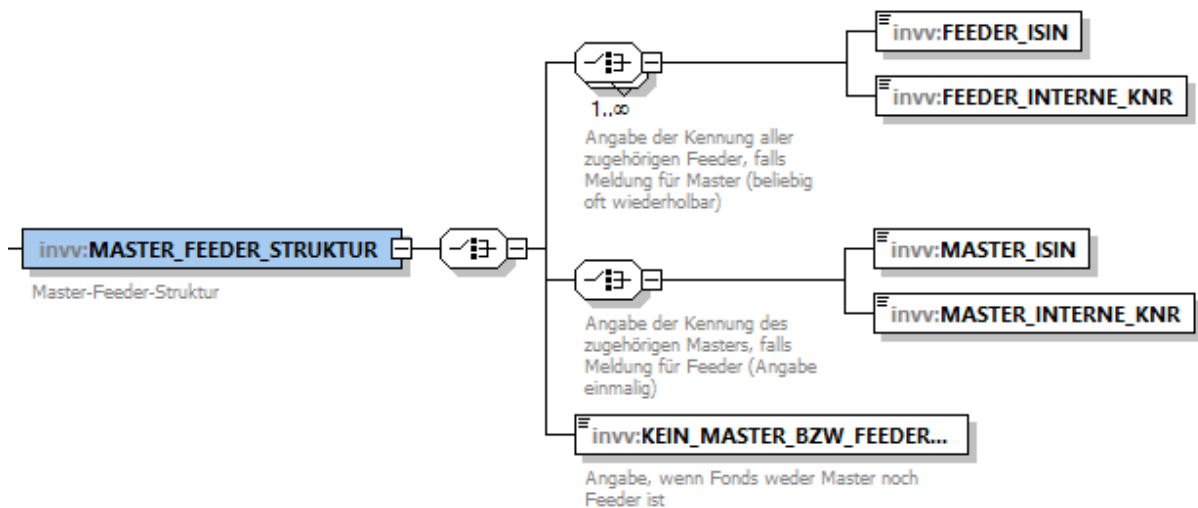 invv:FEEDER_ISIN
invv:FEEDER_INTERNE_KNR
1..∞
Angabe der Kennung aller
zugehörigen Feeder, falls
Meldung für Master (beliebig
oft wiederholbar)
invv:MASTER_FEEDER_STRUKTUR
Master-Feeder-Struktur
invv:MASTER_ISIN
invv:MASTER_INTERNE_KNR
Angabe der Kennung des
zugehörigen Masters, falls
Meldung für Feeder (Angabe
einmalig)
invv:KEIN_MASTER_BZW_FEEDER...
Angabe, wenn Fonds weder Master noch
Feeder ist